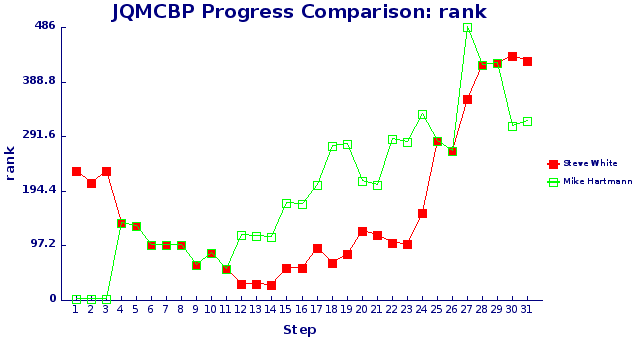 JQMCBP Progress Comparison: rank
486
388.8
291.6
194.4
97.2
0
rank
1 2 3 4 5 6 7 8 9 10 11 12 13 14 15 16 17 18 19 20 21 22 23 24 25 26 27 28 29 30 31
Step
Steve White
Mike Hartmann